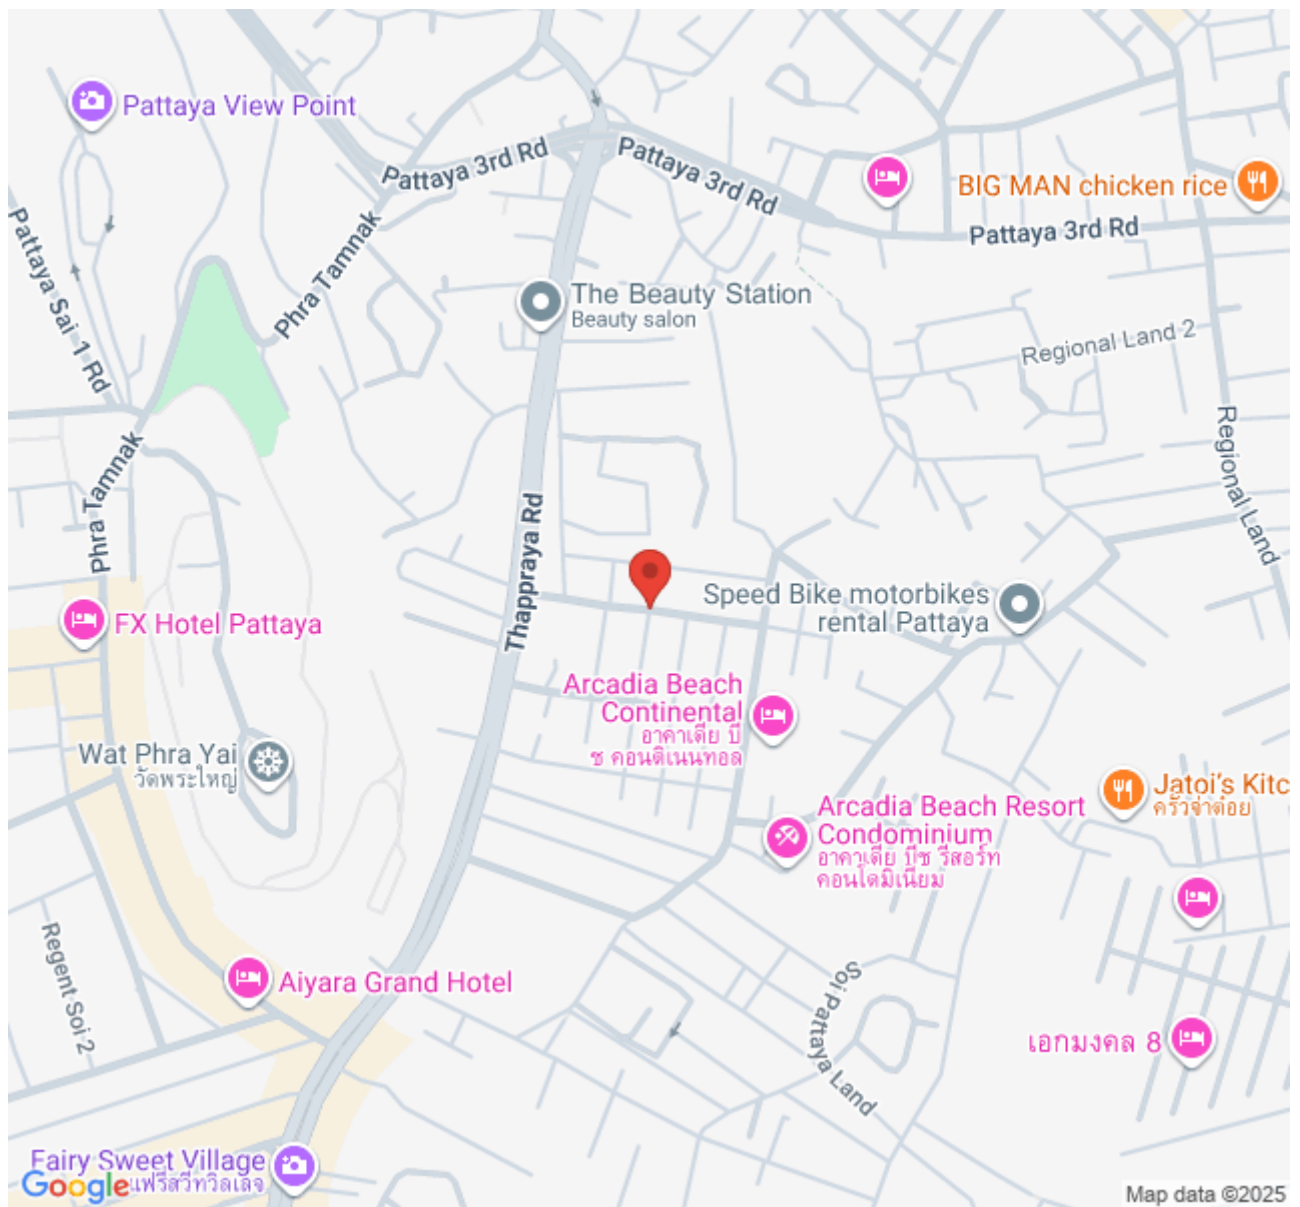 Pattaya View Point
Pattaya 3rd Rd
Pattaya 3rd Rd
BIG MAN chicken rice
Pattaya 3rd Rd
Pattaya Sai 1 Rd
Phra Tamnak
The Beauty Station
Beauty salon
Regional Land 2
Phra Tamnak
Regional Land
Thappraya Rd
FX Hotel Pattaya
Speed Bike motorbikes
rental Pattaya
Arcadia Beach
Continental
อาคาเดีย บี
ช คอนติเนนทอล
Wat Phra Yai
วัดพระใหญ่
Jatoi's Kitc
ครัวจ่าต๋อย
Arcadia Beach Resort
Condominium
อาคาเดีย บีช รีสอร์ท
คอนโดมิเนียม
Regent Soi 2
Aiyara Grand Hotel
Soi Pattaya Land
เอกมงคล 8
Fairy Sweet Village
แฟรี่สวีทวิลเลจ
Google
Map data ©2025